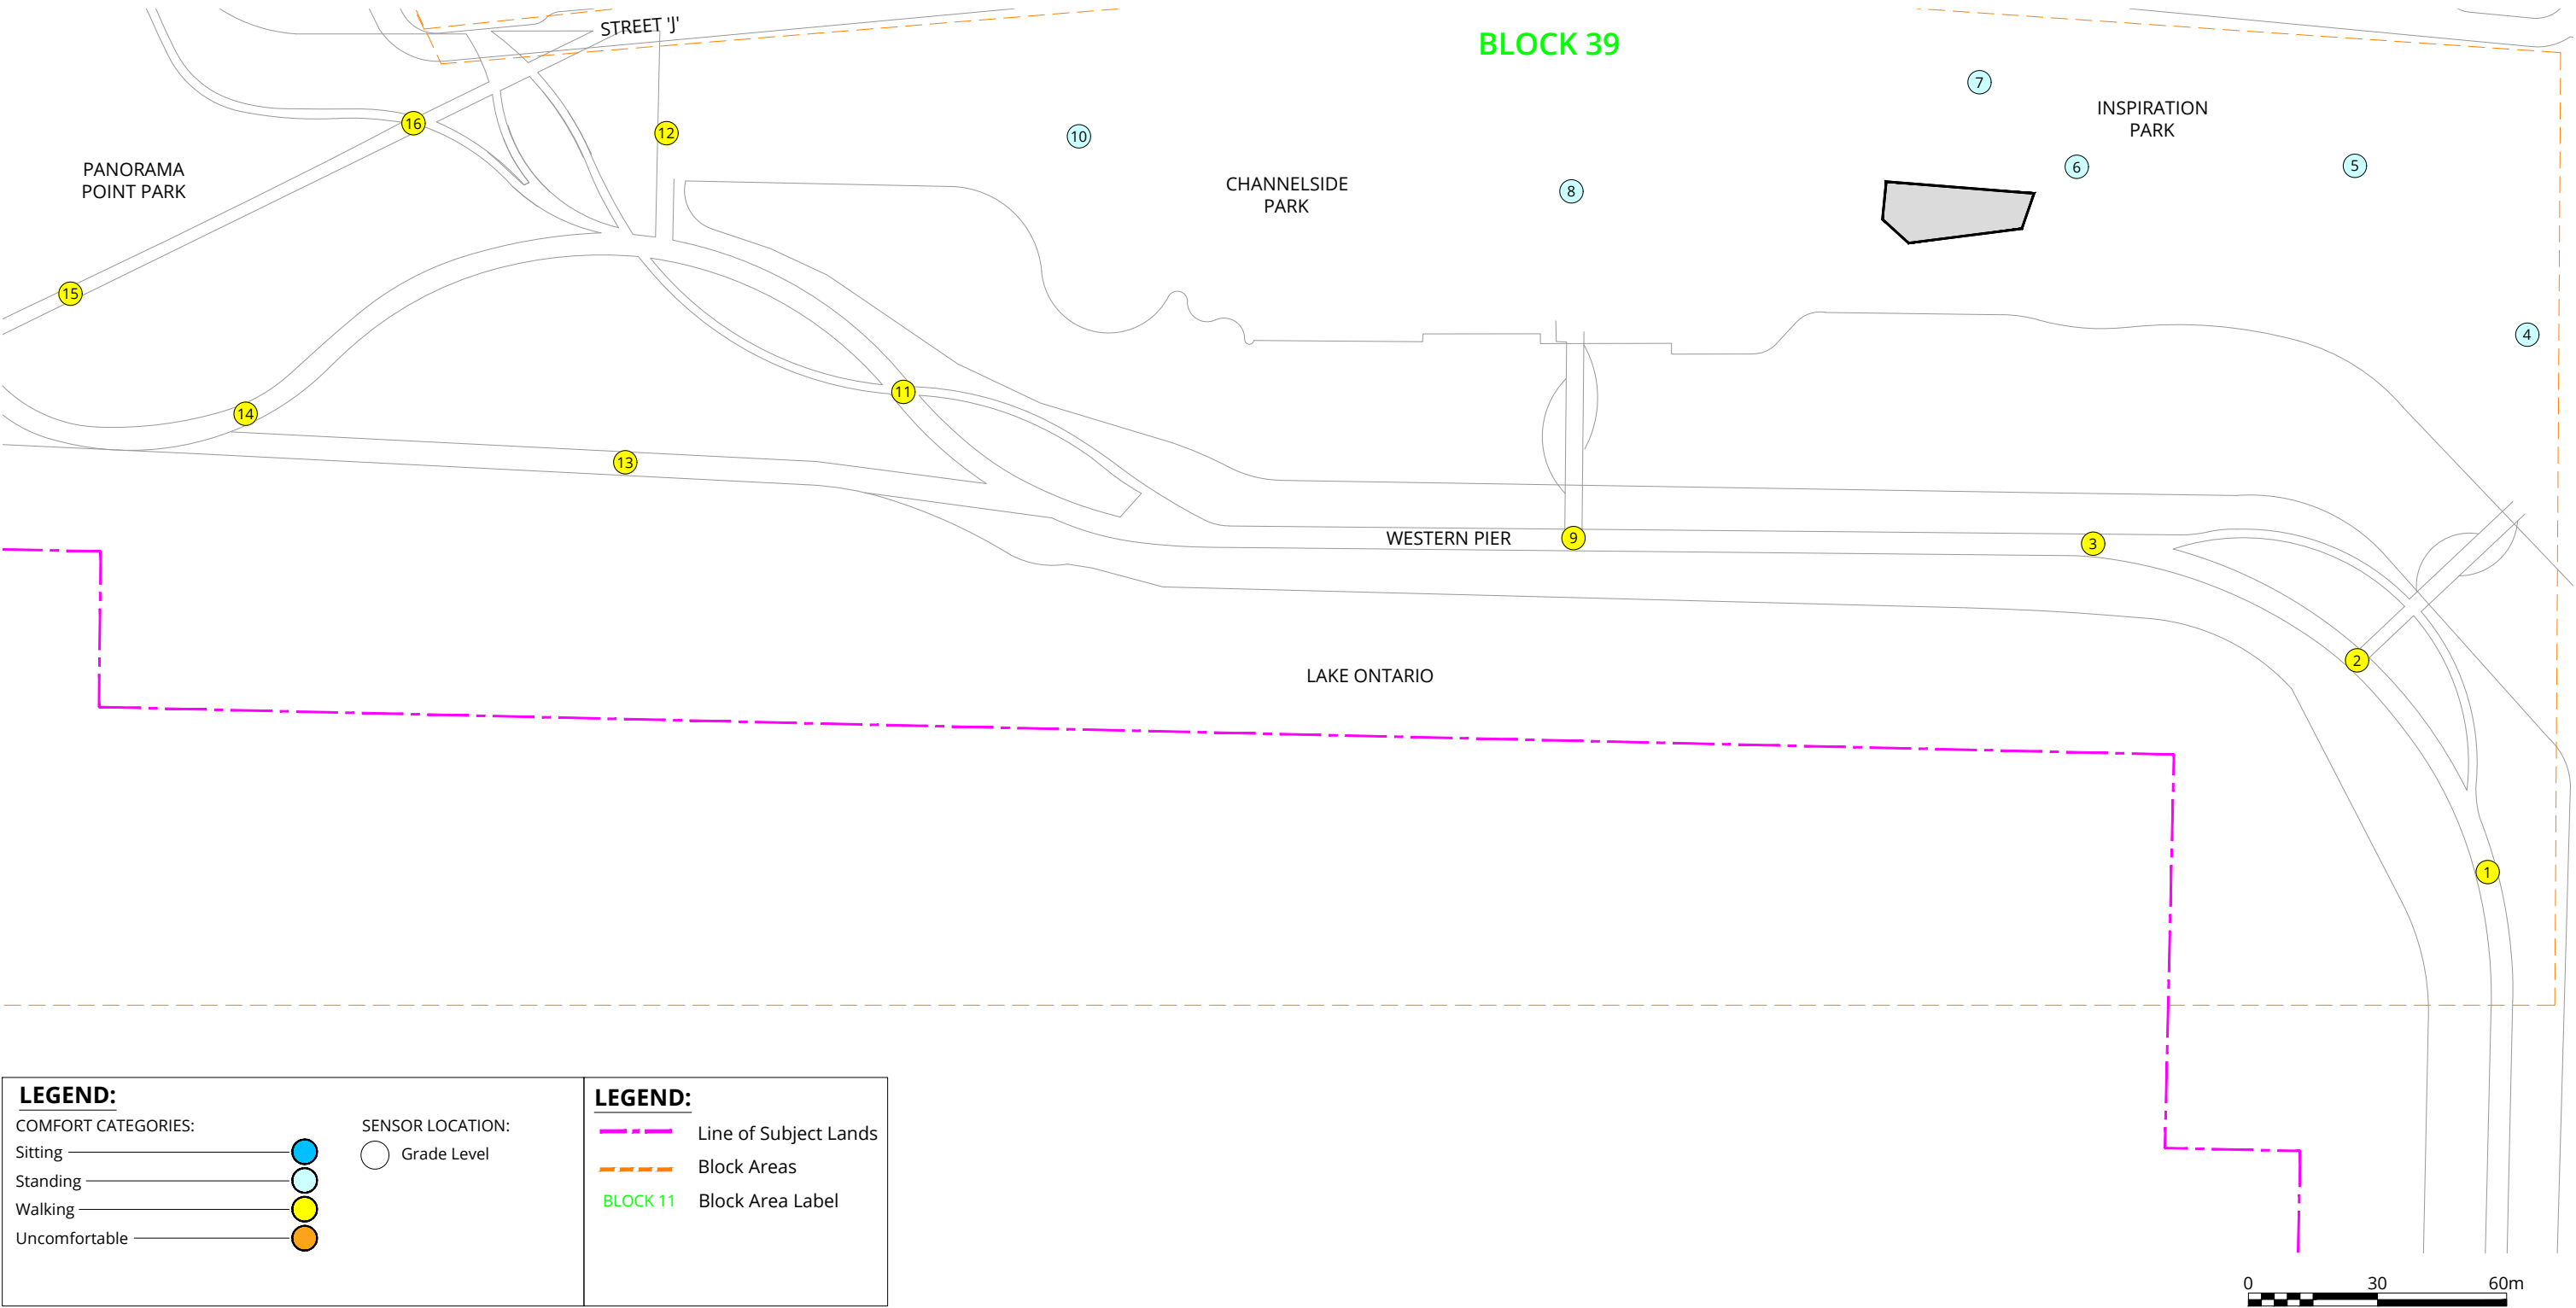 STREET 'J'
BLOCK 39
7
INSPIRATION
PARK
16
12
10
PANORAMA
POINT PARK
CHANNELSIDE
PARK
8
6
5
15
4
11
14
13
WESTERN PIER
9
3
2
LAKE ONTARIO
1
LEGEND:
COMFORT CATEGORIES:
Sitting
Standing
Walking
Uncomfortable
SENSOR LOCATION:
Grade Level
LEGEND:
Line of Subject Lands
Block Areas
BLOCK 11 Block Area Label
0 30 60m